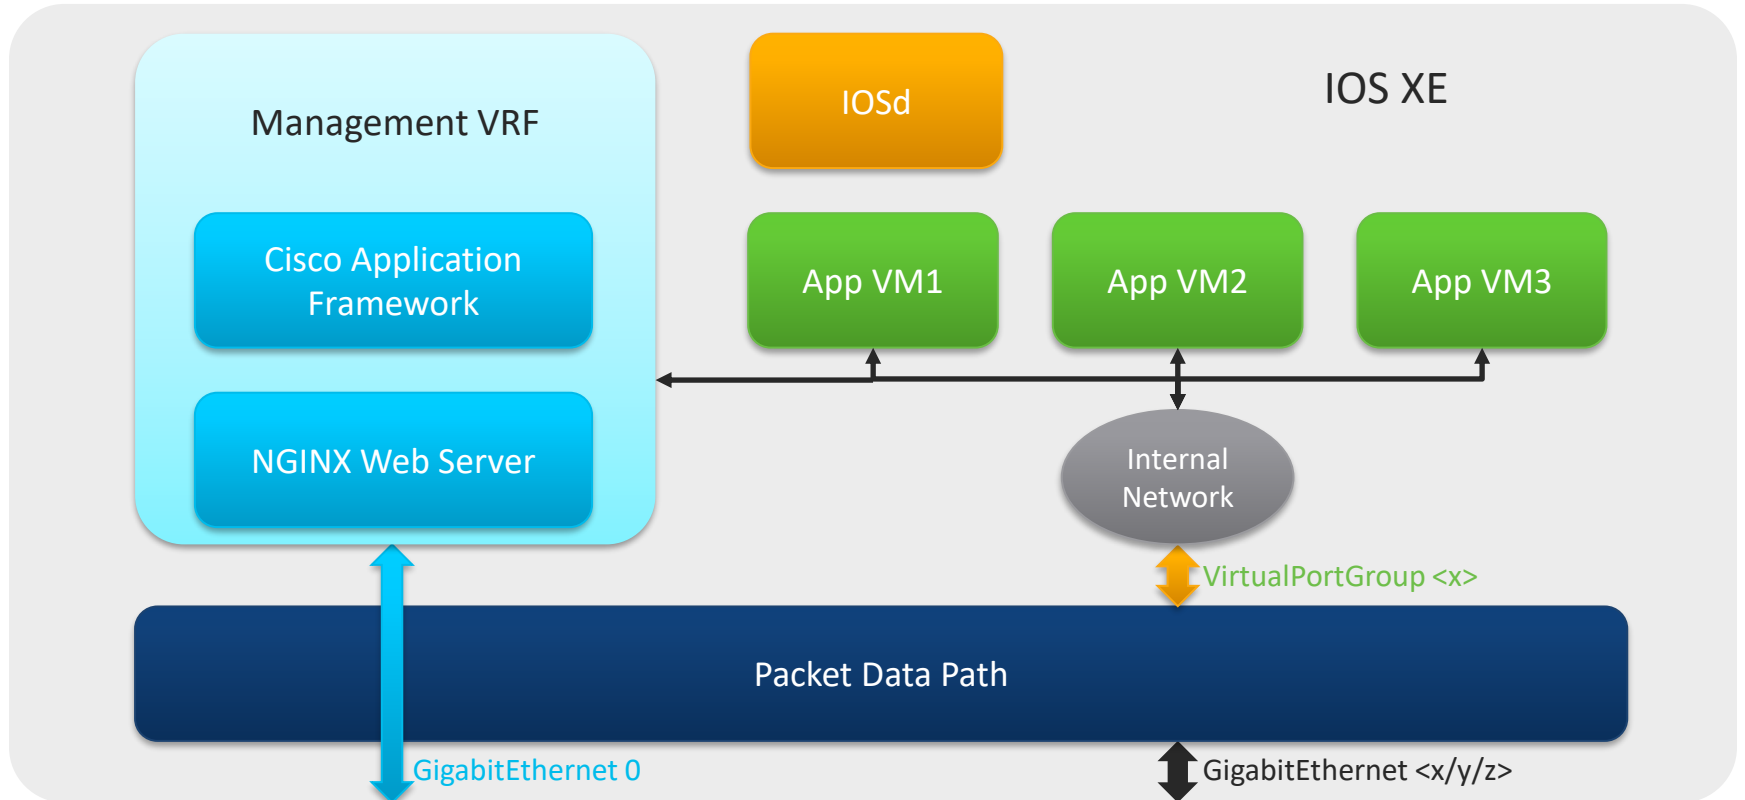 IOS XE
Management VRF
IOSd
Cisco Application
Framework
App VM1
App VM2
App VM3
NGINX Web Server
Internal
Network
VirtualPortGroup <x>
Packet Data Path
GigabitEthernet 0
GigabitEthernet <x/y/z>